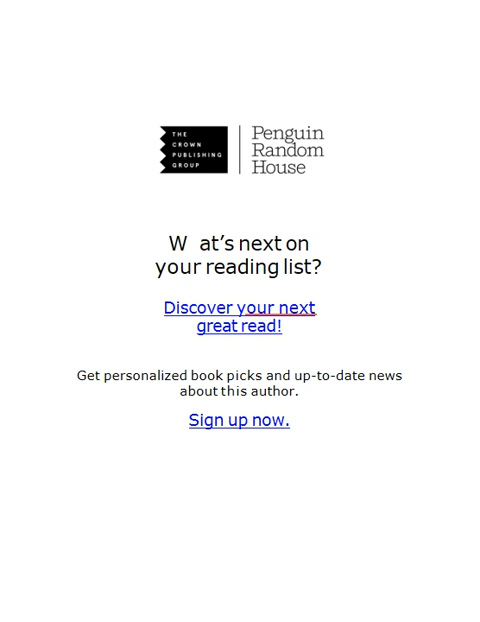 THE
CROWN
PUBLISHING
GROUP
Penguin
Random
House
W at’s next on
your reading list?
Discover your next
great read!
Get personalized book picks and up-to-date news
about this author.
Sign up now.